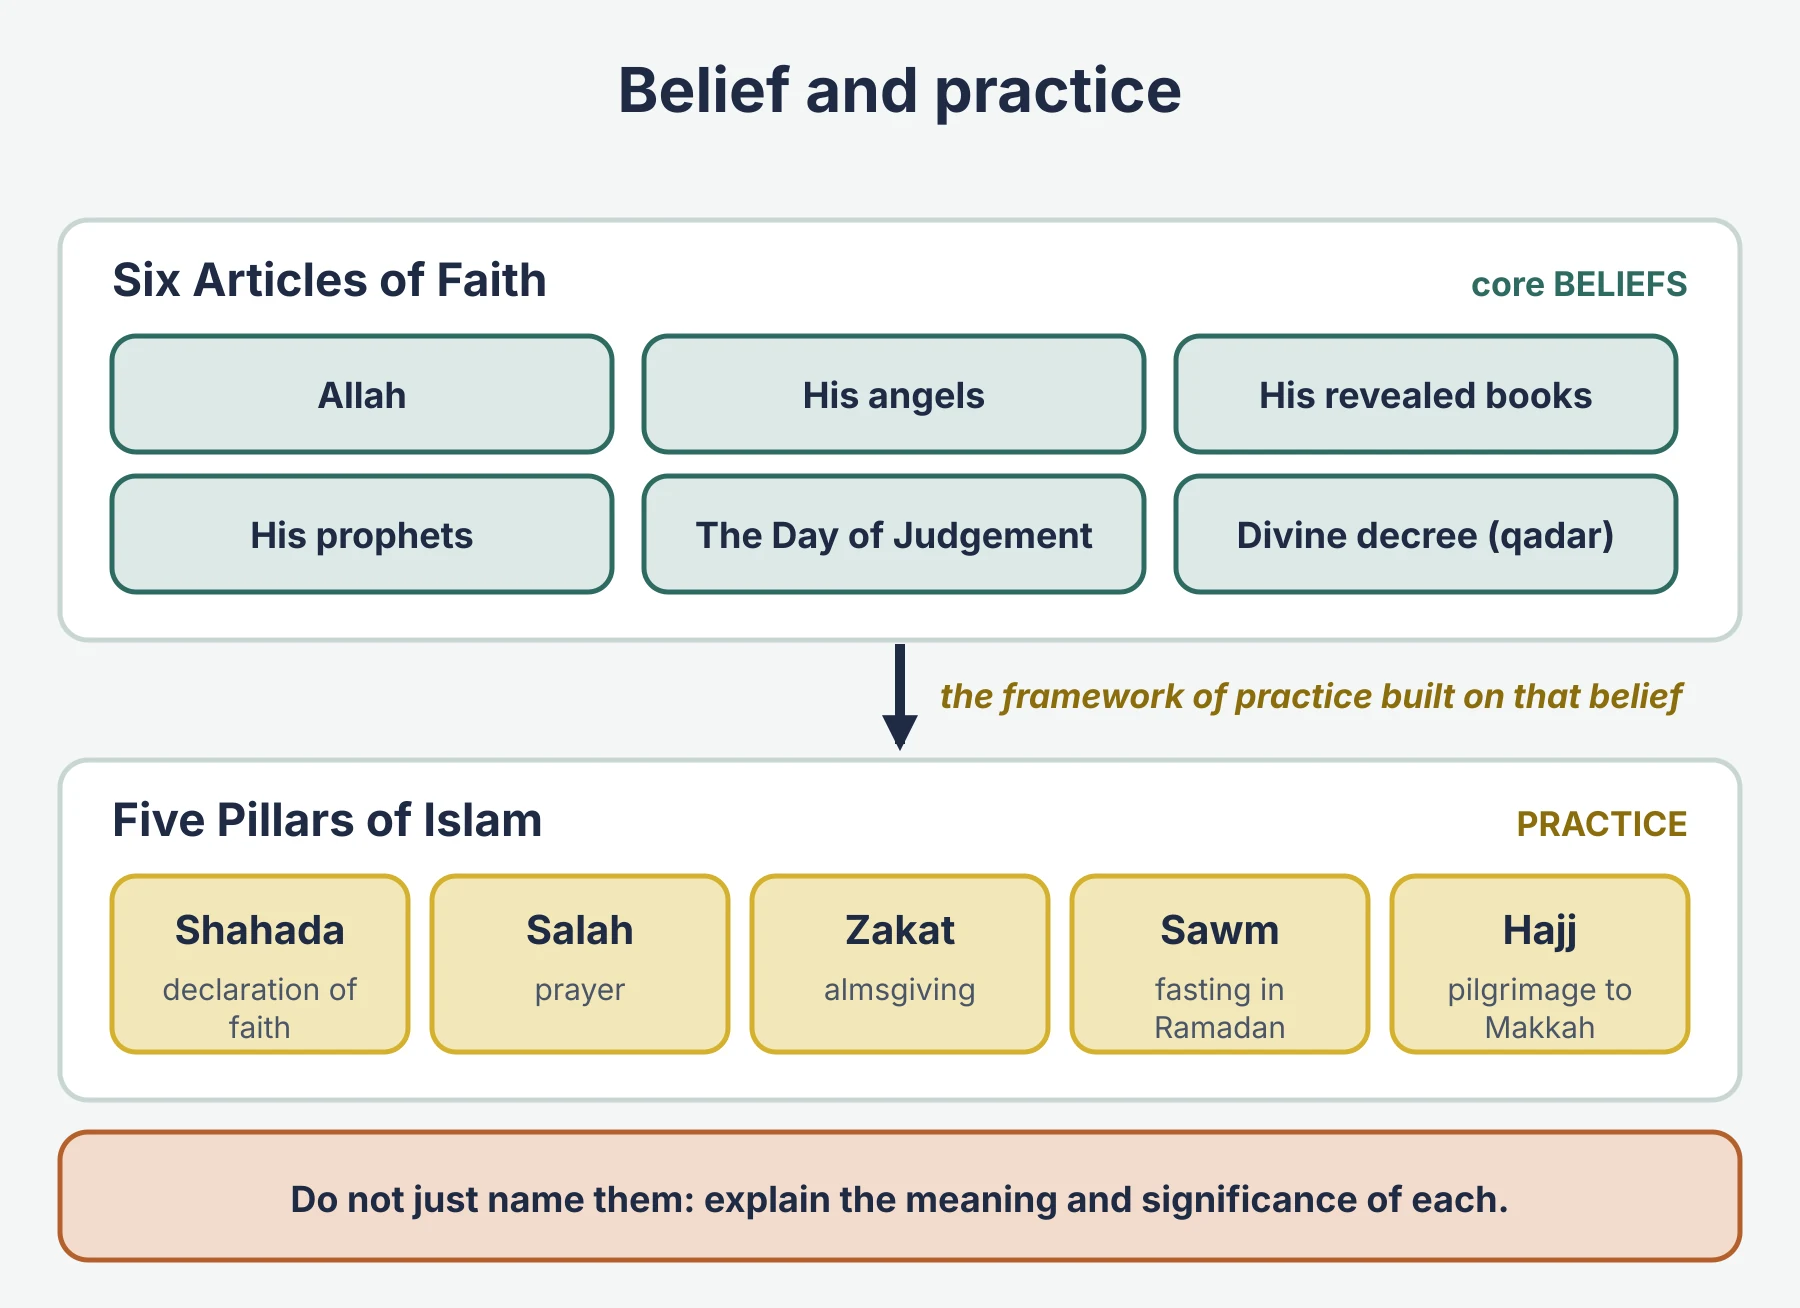 Belief and practice
Six Articles of Faith
core BELIEFS
Allah
His angels
His revealed books
His prophets
The Day of Judgement
Divine decree (qadar)
the framework of practice built on that belief
Five Pillars of Islam
PRACTICE
Shahada
declaration of
faith
Salah
prayer
Zakat
almsgiving
Sawm
fasting in
Ramadan
Hajj
pilgrimage to
Makkah
Do not just name them: explain the meaning and significance of each.